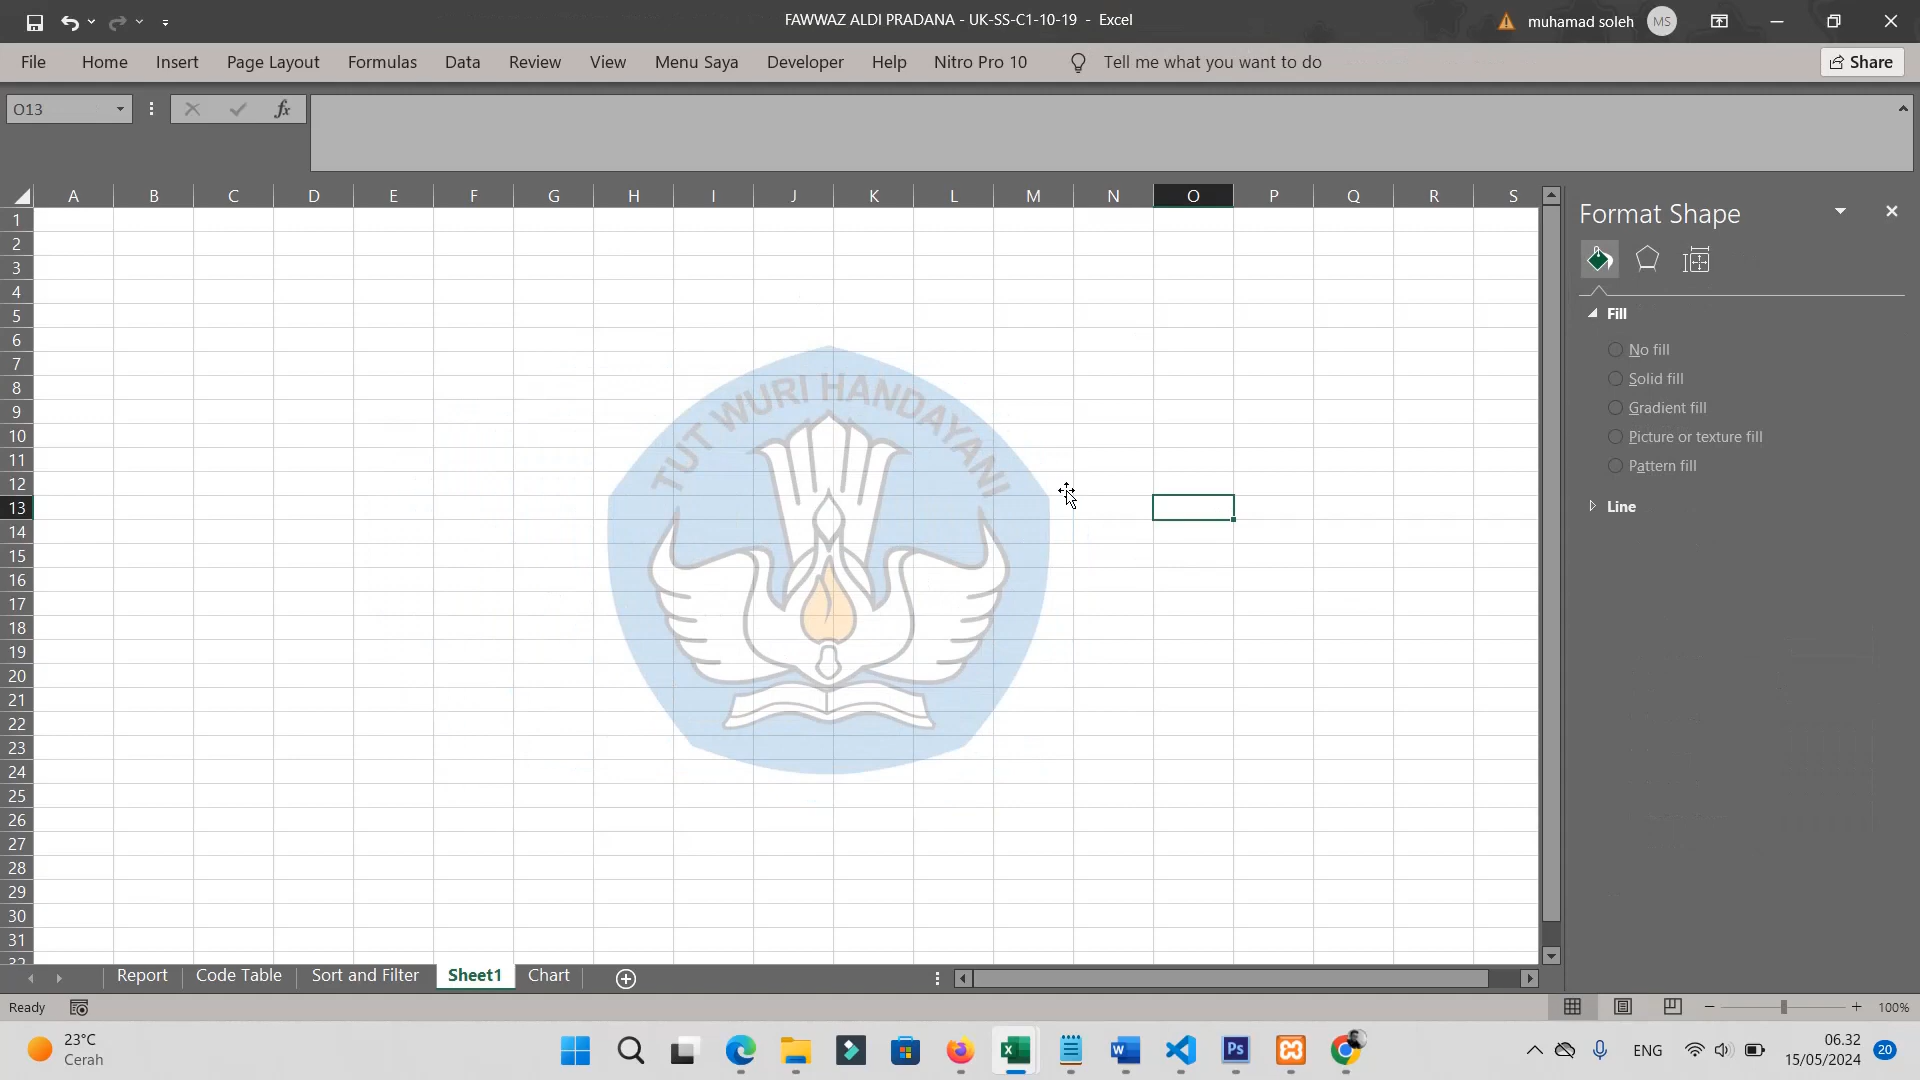 FAWWAZ ALDI PRADANA - UK-SS-C1-10-19 - Excel
muhamad soleh MS
File Home Insert Page Layout Formulas Data Review View Menu Saya Developer Help Nitro Pro 10 Tell me what you want to do Share
O13 fx
A B C D E F G H I J K L M N O P Q R S
1
2
3
4
5
6
7
8
9
10
11
12
13
14
15
16
17
18
19
20
21
22
23
24
25
26
27
28
29
30
31
32
TUT WURI HANDAYANI
Format Shape
Fill
No fill
Solid fill
Gradient fill
Picture or texture fill
Pattern fill
Line
Report Code Table Sort and Filter Sheet1 Chart
Ready 100%
23°C
Cerah
W Ps
ENG
06.32
15/05/2024
20